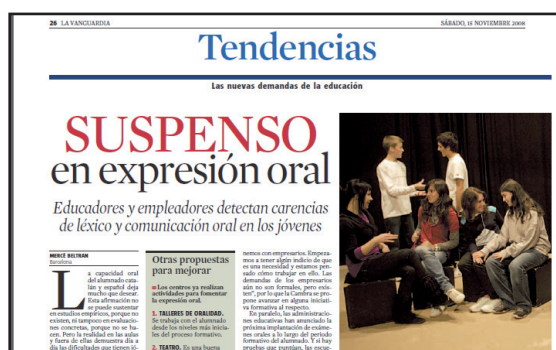 26 LA VANGUARDIA
SÁBADO, 15 NOVIEMBRE 2008
Tendencias
Las nuevas demandas de la educación
SUSPENSO
en expresión oral
Educadores y empleadores detectan carencias
de léxico y comunicación oral en los jóvenes
MERCÈ BELTRAN
Barcelona
La capacidad oral
del alumnado cata-
lán y español deja
mucho que desear.
Esta afirmación no
se puede sustentar
en estudios empíricos, porque no
existen, ni tampoco en evaluacio-
nes concretas, porque no se ha-
cen. Pero la realidad en las aulas
y fuera de ellas demuestra día a
día las dificultades que tienen jó-
Otras propuestas
para mejorar
■ Los centros ya realizan
actividades para fomentar
la expresión oral.
1. TALLERES DE ORALIDAD.
Se trabaja con el alumnado
desde los niveles más inicia-
les del proceso formativo.
2. TEATRO. Es una buena
nemos con empresarios. Empeza-
mos a tener algún indicio de que
es una necesidad y estamos pen-
sado cómo trabajar en ello. Las
demandas de los empresarios
aún no son formales, pero exis-
ten", por lo que la Cambra se pro-
pone avanzar en alguna iniciati-
va formativa al respecto.
En paralelo, las administracio-
nes educativas han anunciado la
próxima implantación de exáme-
nes orales a lo largo del periodo
formativo del alumnado. Y si hay
pruebas que puntúan, las escue-